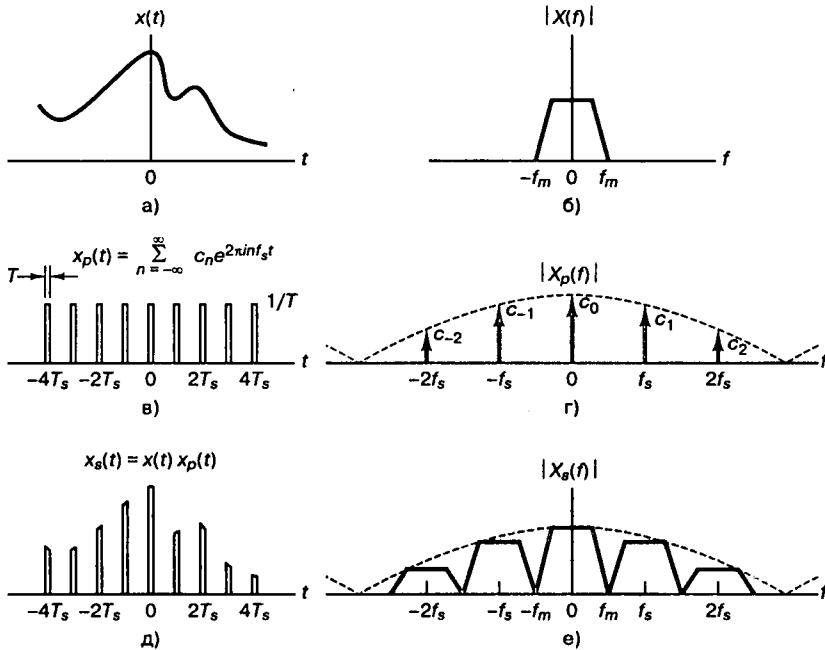 x(t)
|X(f)|
t
0
а)
f
–f_m 0 f_m
б)
x_p(t) = ∑_{n = –∞}^{∞} c_n e^{2πinf_s t}
T
1/T
t
–4T_s –2T_s 0 2T_s 4T_s
в)
|X_p(f)|
c_{–2} c_{–1} c_0 c_1 c_2
f
–2f_s –f_s 0 f_s 2f_s
г)
x_s(t) = x(t) x_p(t)
t
–4T_s –2T_s 0 2T_s 4T_s
д)
|X_s(f)|
f
–2f_s –f_s –f_m 0 f_m f_s 2f_s
е)